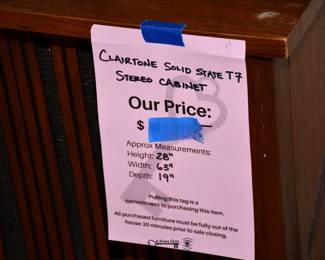 CLAIRTONE SOLID STATE T7
STEREO CABINET
Our Price:
$
Approx Measurements:
Height: 28"
Width: 63"
Depth: 19"
Pulling this tag is a
commitment to purchasing this item.
All purchased furniture must be fully out of the
house 30 minutes prior to sale closing.